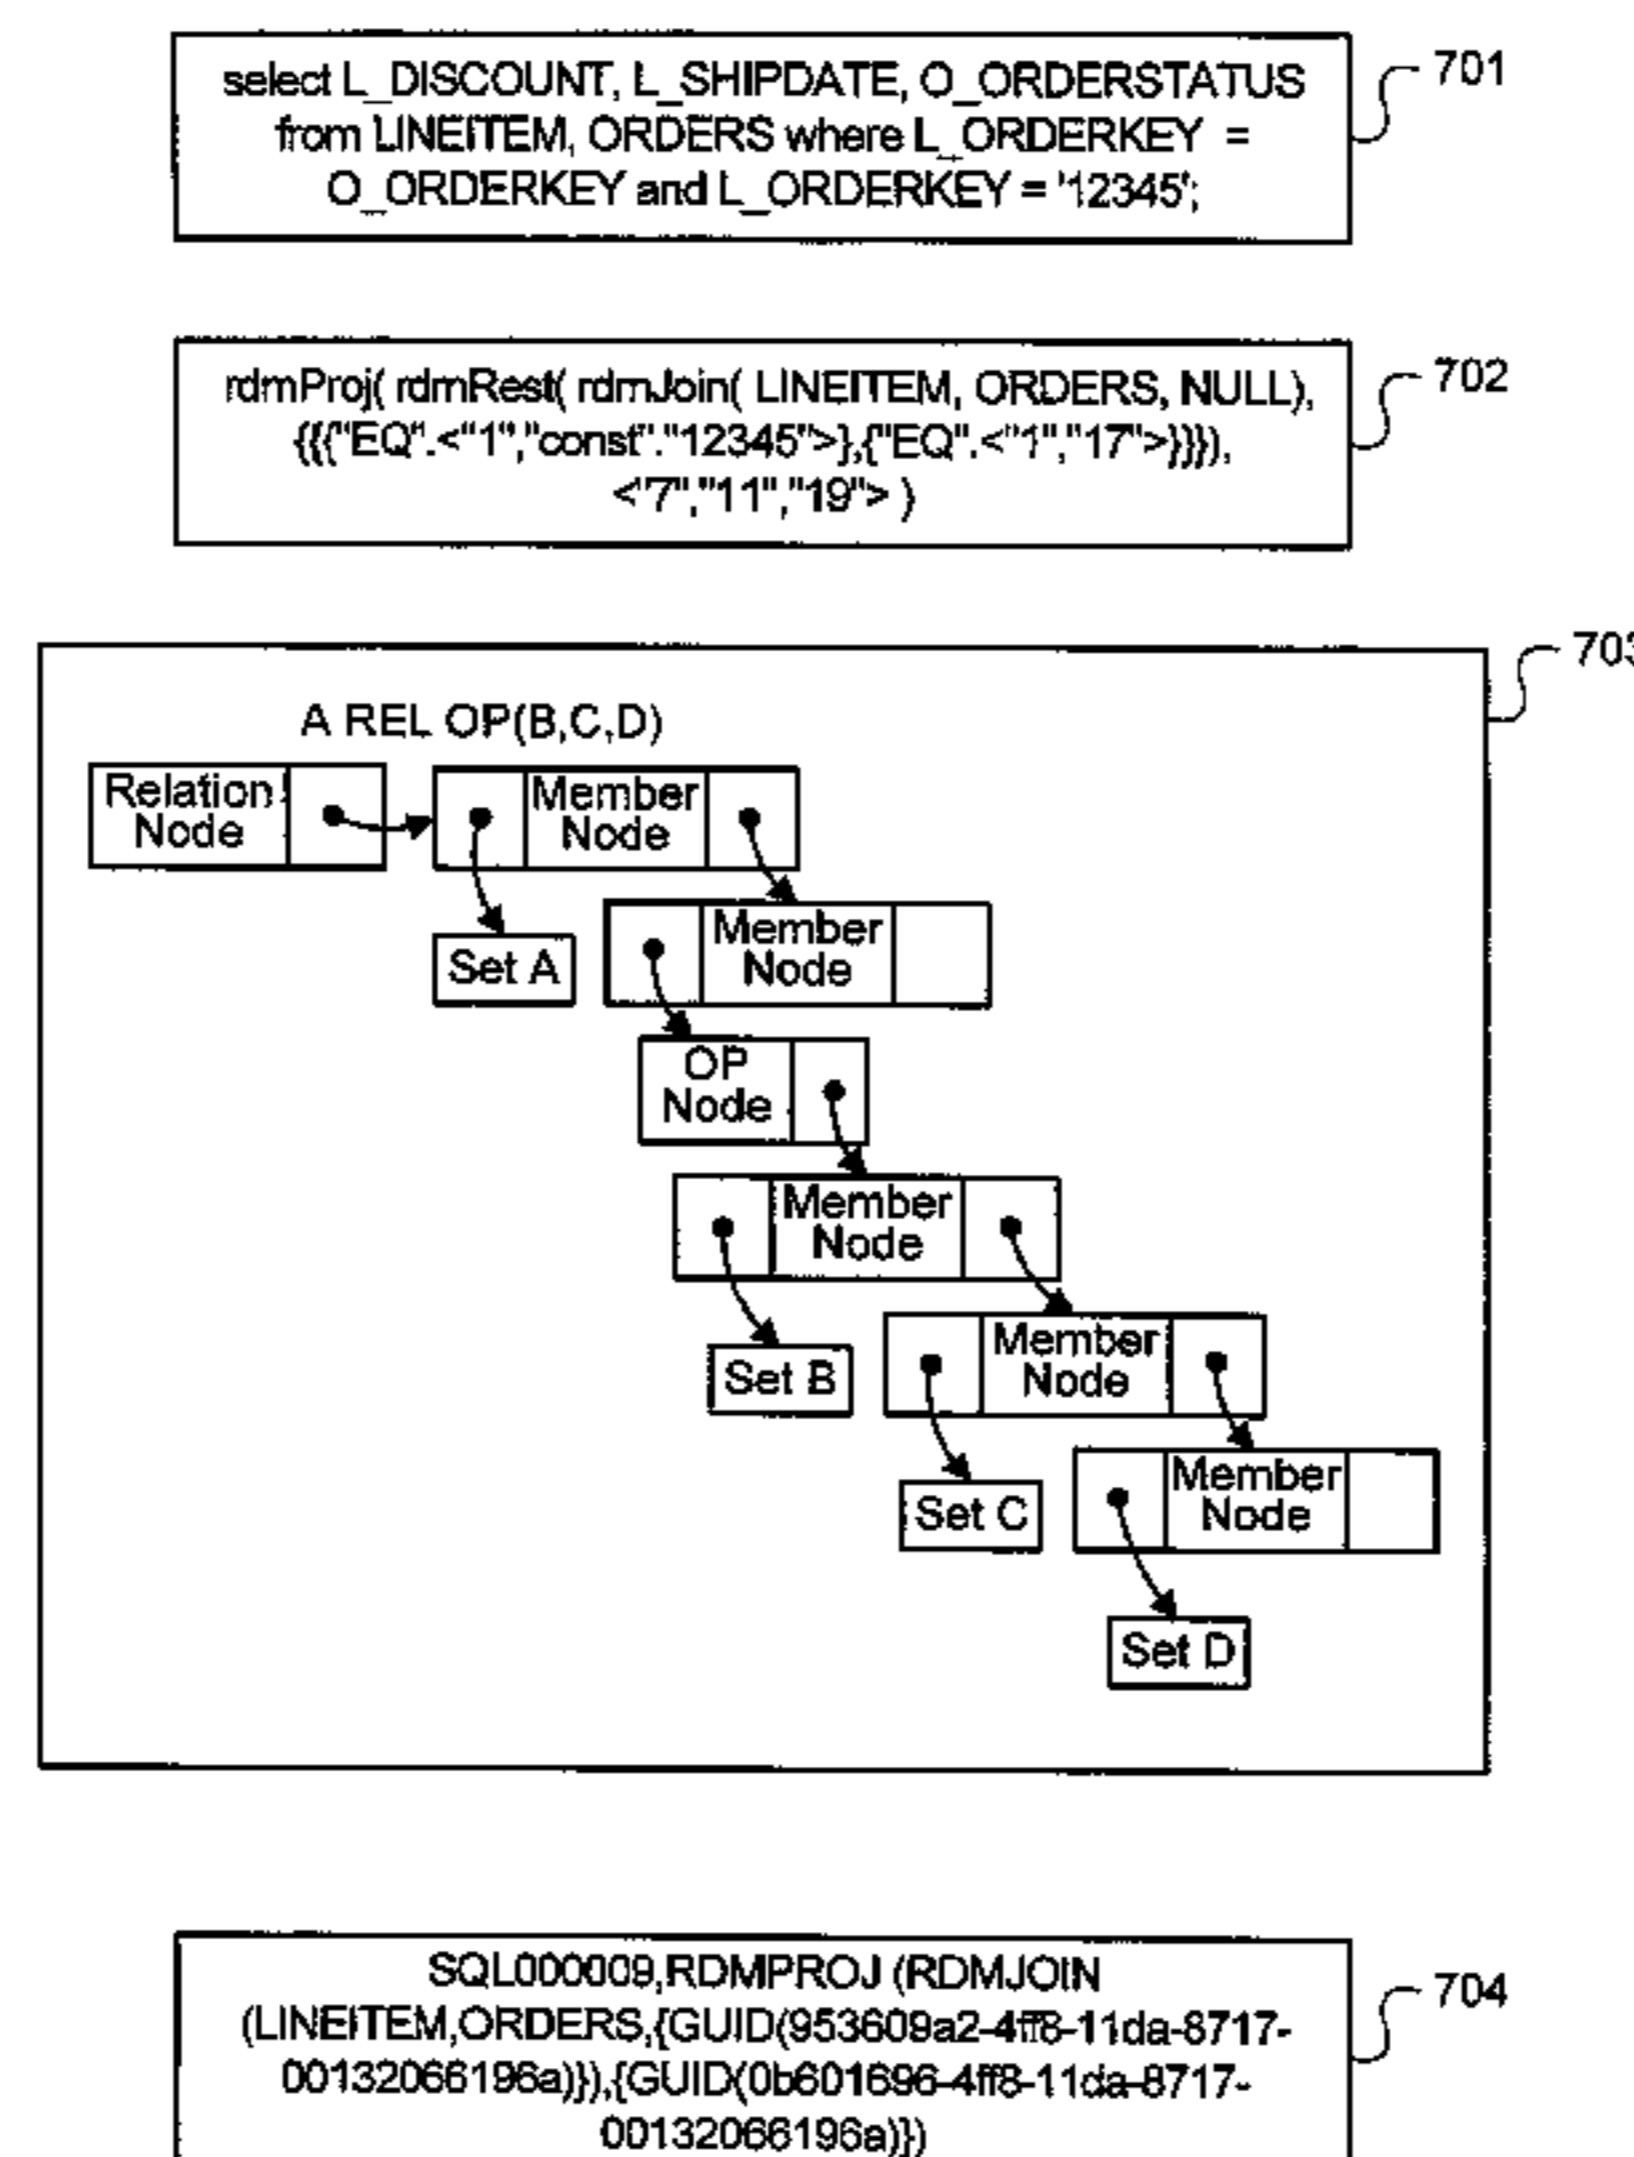 select L_DISCOUNT, L_SHIPDATE, O_ORDERSTATUS
from LINEITEM, ORDERS where L_ORDERKEY =
O_ORDERKEY and L_ORDERKEY = '12345';
701
rdmProj( rdmRest( rdmJoin( LINEITEM, ORDERS, NULL),
{{{"EQ".<"1","const"."12345">},{"EQ".<"1","17">}}}),
<"7","11","19"> )
702
703
A REL OP(B,C,D)
Relation
Node
Member
Node
Set A
Member
Node
OP
Node
Member
Node
Set B
Member
Node
Set C
Member
Node
Set D
SQL000009,RDMPROJ (RDMJOIN
(LINEITEM,ORDERS,{GUID(953609a2-4ff8-11da-8717-
00132066196a)}),{GUID(0b601696-4ff8-11da-8717-
00132066196a)})
704